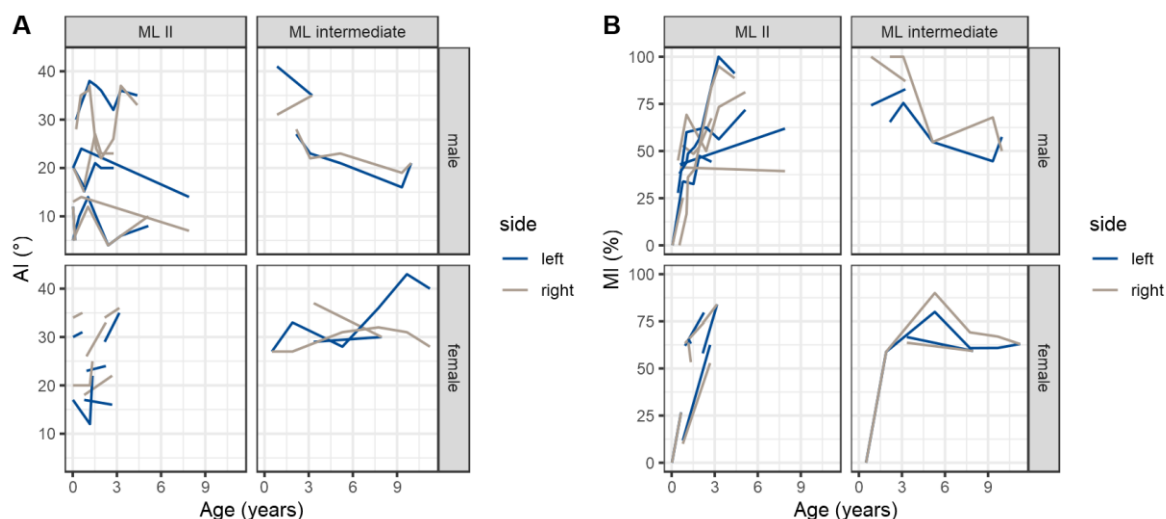 A
ML II
ML intermediate
AI (°)
40
30
20
10
male
40
30
20
10
female
0
3
6
9
0
3
6
9
Age (years)
side
left
right
B
ML II
ML intermediate
MI (%)
100
75
50
25
0
male
100
75
50
25
0
female
0
3
6
9
0
3
6
9
Age (years)
side
left
right